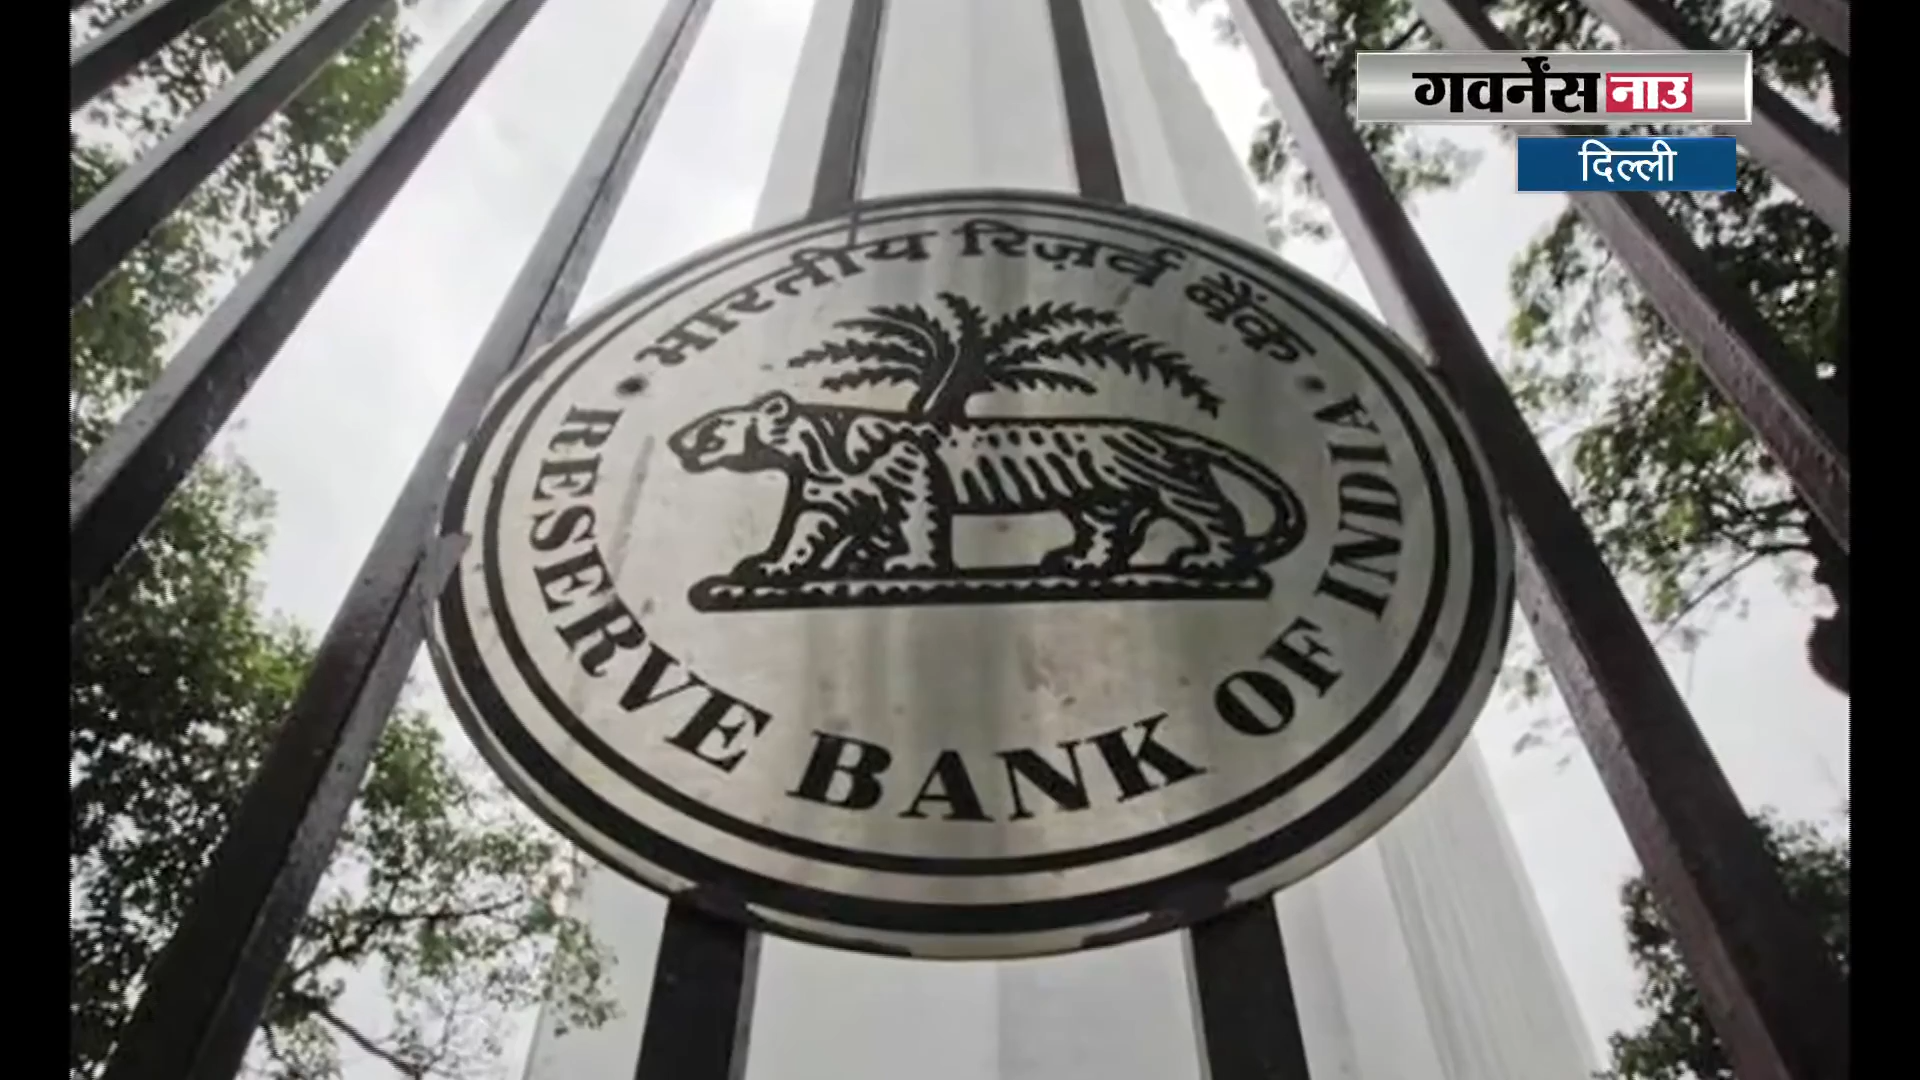 गवर्नेंस नाउ
दिल्ली
भारतीय रिज़र्व बैंक
RESERVE BANK OF INDIA